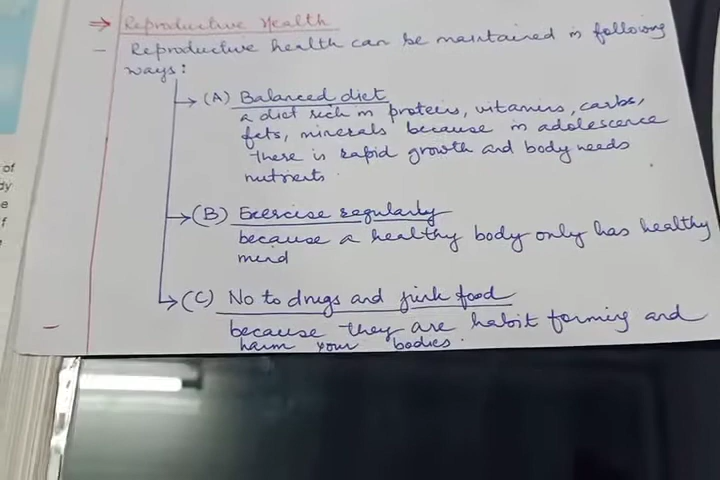 ⇒ Reproductive Health
– Reproductive health can be maintained in following
ways:
→ (A) Balanced diet
a diet rich in proteins, vitamins, carbs,
fats, minerals because in adolescence
there is rapid growth and body needs
nutrients.
→ (B) Exercise regularly
because a healthy body only has healthy
mind
→ (C) No to drugs and junk food
because they are habit forming and
harm your bodies.
of
dy
e
f